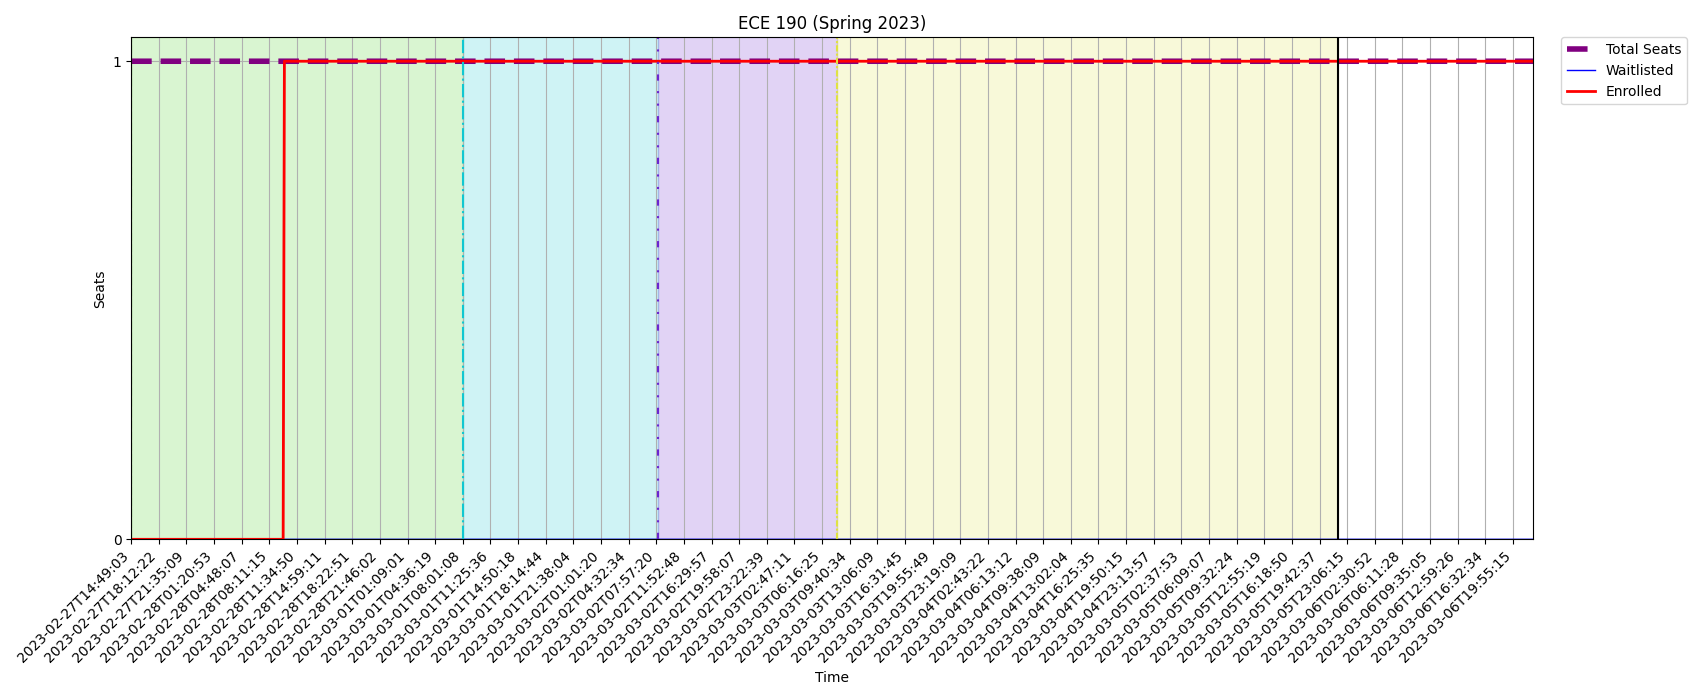 ECE 190 (Spring 2023)
Total Seats
Waitlisted
Enrolled
1
0
Seats
2023-02-27T14:49:03
2023-02-27T18:12:22
2023-02-27T21:35:09
2023-02-28T01:20:53
2023-02-28T04:48:07
2023-02-28T08:11:15
2023-02-28T11:34:50
2023-02-28T14:59:11
2023-02-28T18:22:51
2023-02-28T21:46:02
2023-03-01T01:09:01
2023-03-01T04:36:19
2023-03-01T08:01:08
2023-03-01T11:25:36
2023-03-01T14:50:18
2023-03-01T18:14:44
2023-03-01T21:38:04
2023-03-02T01:01:20
2023-03-02T04:32:34
2023-03-02T07:57:20
2023-03-02T11:52:48
2023-03-02T16:29:57
2023-03-02T19:58:07
2023-03-02T23:22:39
2023-03-03T02:47:11
2023-03-03T06:16:25
2023-03-03T09:40:34
2023-03-03T13:06:09
2023-03-03T16:31:45
2023-03-03T19:55:49
2023-03-03T23:19:09
2023-03-04T02:43:22
2023-03-04T06:13:12
2023-03-04T09:38:09
2023-03-04T13:02:04
2023-03-04T16:25:35
2023-03-04T19:50:15
2023-03-04T23:13:57
2023-03-05T02:37:53
2023-03-05T06:09:07
2023-03-05T09:32:24
2023-03-05T12:55:19
2023-03-05T16:18:50
2023-03-05T19:42:37
2023-03-05T23:06:15
2023-03-06T02:30:52
2023-03-06T06:11:28
2023-03-06T09:35:05
2023-03-06T12:59:26
2023-03-06T16:32:34
2023-03-06T19:55:15
Time